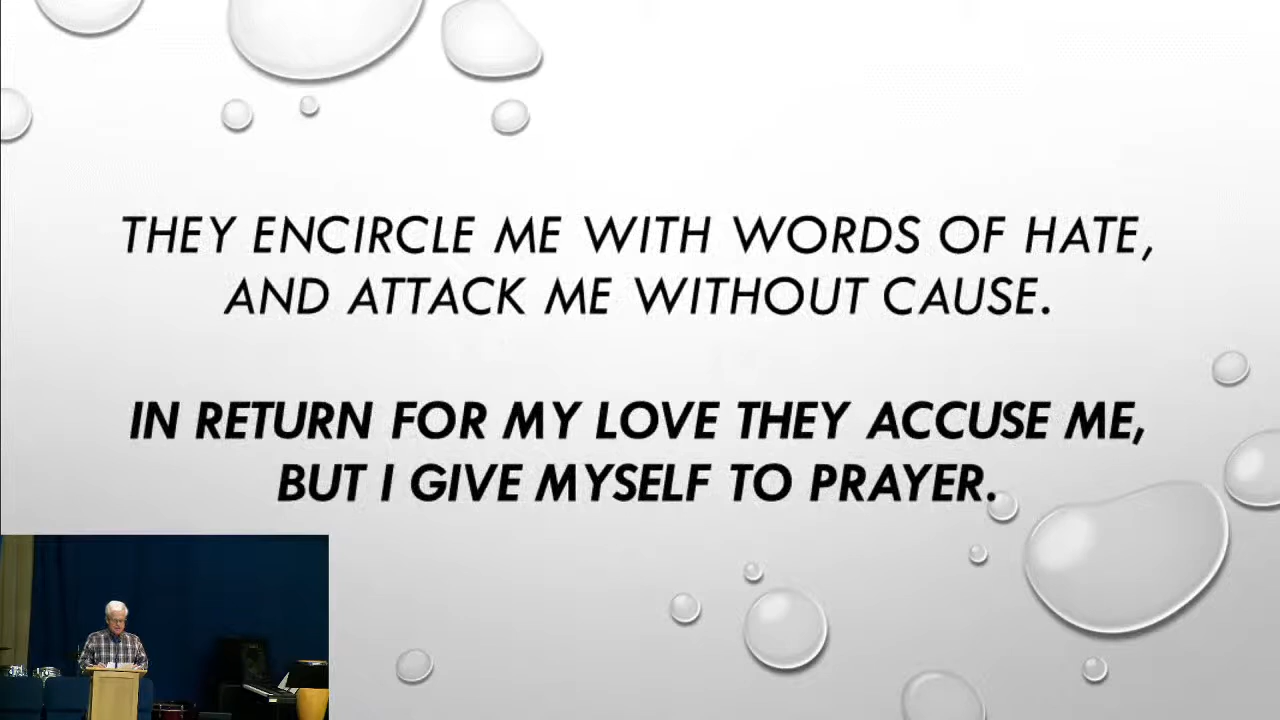 THEY ENCIRCLE ME WITH WORDS OF HATE,
AND ATTACK ME WITHOUT CAUSE.
IN RETURN FOR MY LOVE THEY ACCUSE ME,
BUT I GIVE MYSELF TO PRAYER.